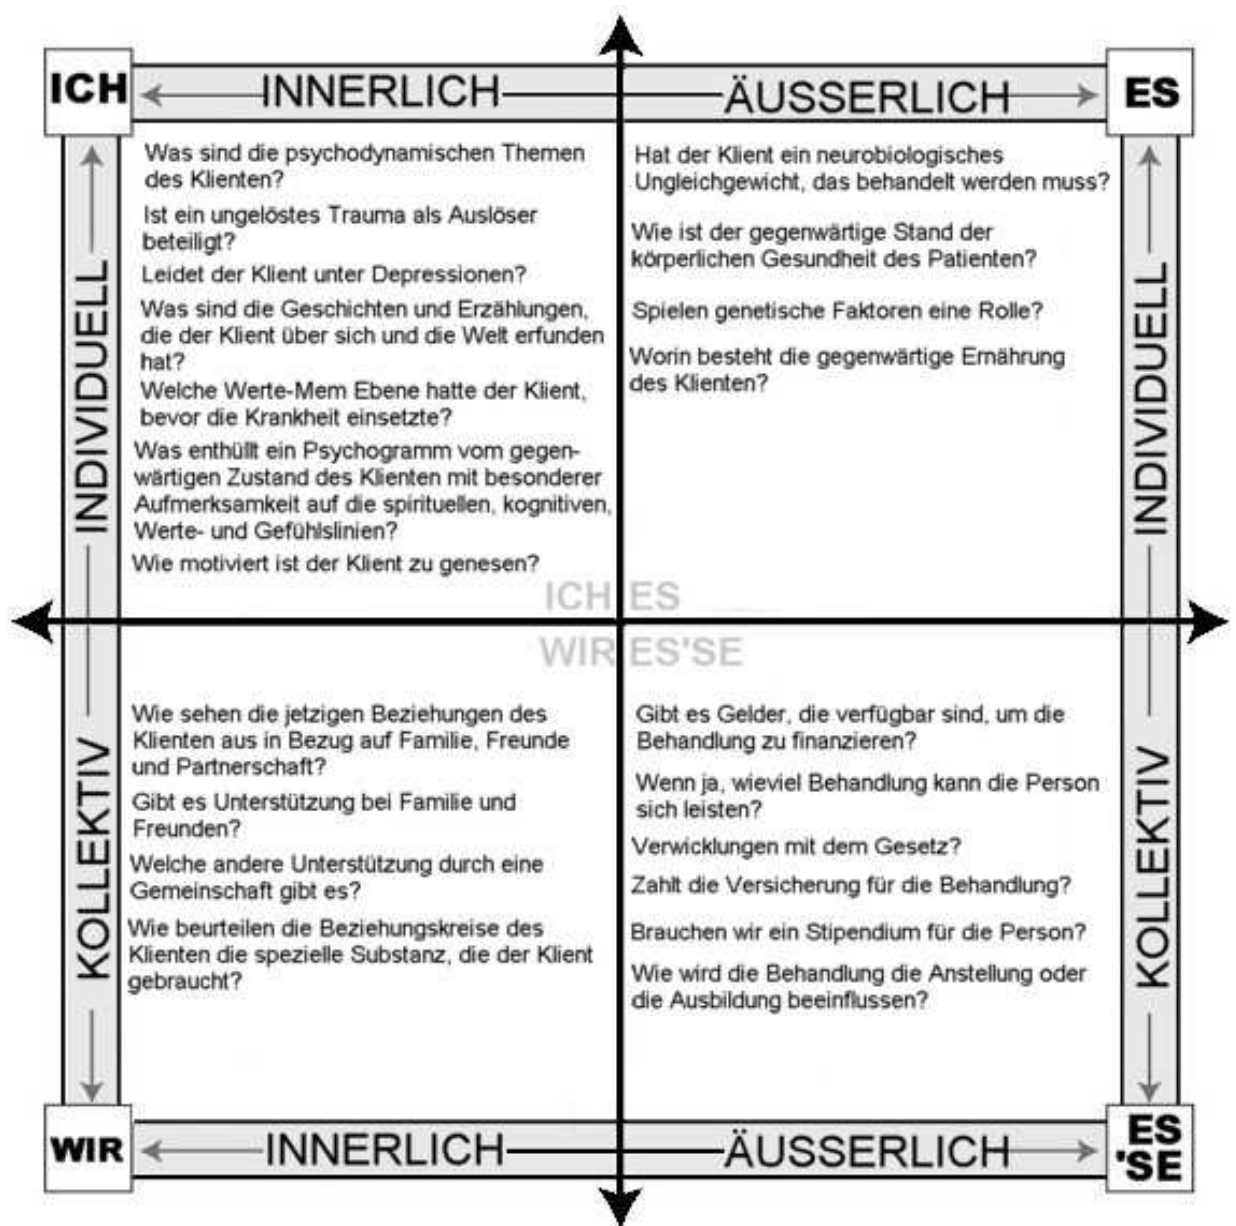 ICH
INNERLICH
ÄUSSERLICH
ES
INDIVIDUELL
Was sind die psychodynamischen Themen
des Klienten?
Ist ein ungelöstes Trauma als Auslöser
beteiligt?
Leidet der Klient unter Depressionen?
Was sind die Geschichten und Erzählungen,
die der Klient über sich und die Welt erfunden
hat?
Welche Werte-Mem Ebene hatte der Klient,
bevor die Krankheit einsetzte?
Was enthüllt ein Psychogramm vom gegen-
wärtigen Zustand des Klienten mit besonderer
Aufmerksamkeit auf die spirituellen, kognitiven,
Werte- und Gefühlslinien?
Wie motiviert ist der Klient zu genesen?
Hat der Klient ein neurobiologisches
Ungleichgewicht, das behandelt werden muss?
Wie ist der gegenwärtige Stand der
körperlichen Gesundheit des Patienten?
Spielen genetische Faktoren eine Rolle?
Worin besteht die gegenwärtige Ernährung
des Klienten?
INDIVIDUELL
ICH ES
WIR ES'SE
KOLLEKTIV
Wie sehen die jetzigen Beziehungen des
Klienten aus in Bezug auf Familie, Freunde
und Partnerschaft?
Gibt es Unterstützung bei Familie und
Freunden?
Welche andere Unterstützung durch eine
Gemeinschaft gibt es?
Wie beurteilen die Beziehungskreise des
Klienten die spezielle Substanz, die der Klient
gebraucht?
Gibt es Gelder, die verfügbar sind, um die
Behandlung zu finanzieren?
Wenn ja, wieviel Behandlung kann die Person
sich leisten?
Verwicklungen mit dem Gesetz?
Zahlt die Versicherung für die Behandlung?
Brauchen wir ein Stipendium für die Person?
Wie wird die Behandlung die Anstellung oder
die Ausbildung beeinflussen?
KOLLEKTIV
WIR
INNERLICH
ÄUSSERLICH
ES
'SE